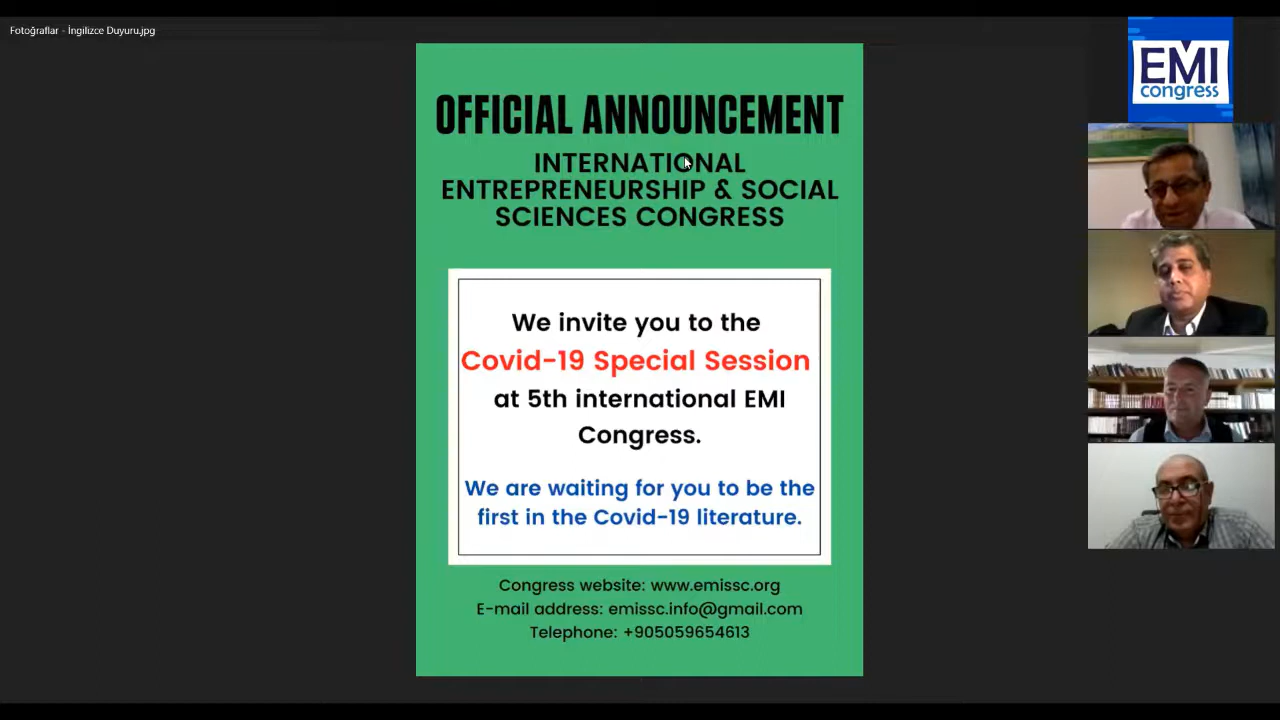 Fotoğraflar - İngilizce Duyuru.jpg
EMI
congress
OFFICIAL ANNOUNCEMENT
INTERNATIONAL
ENTREPRENEURSHIP & SOCIAL
SCIENCES CONGRESS
We invite you to the
Covid-19 Special Session
at 5th international EMI
Congress.
We are waiting for you to be the
first in the Covid-19 literature.
Congress website: www.emissc.org
E-mail address: emissc.info@gmail.com
Telephone: +905059654613